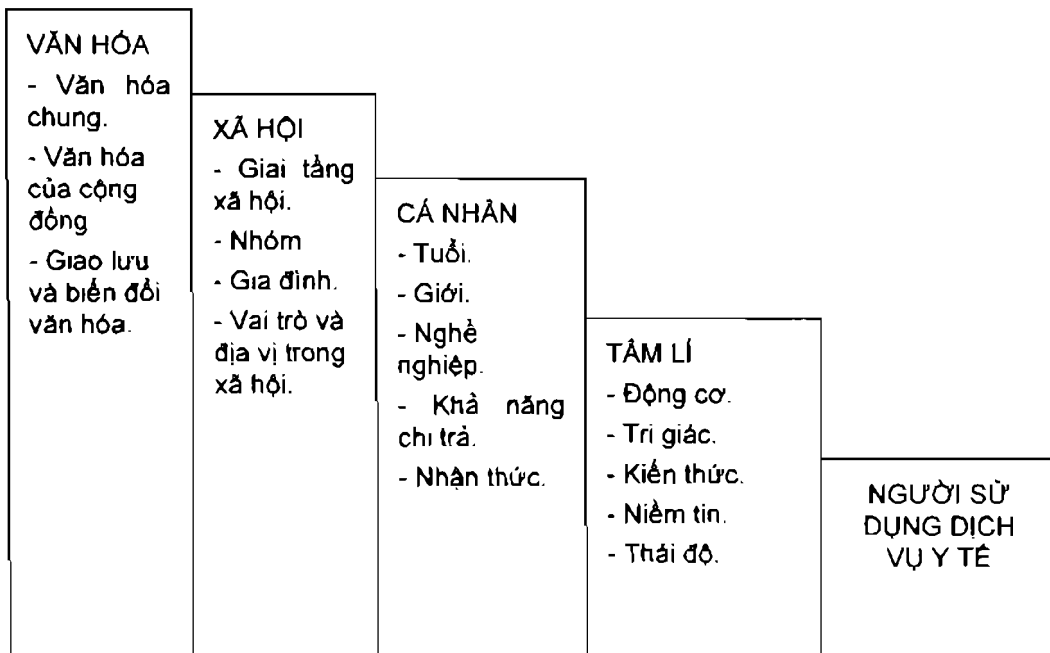 VĂN HÓA
- Văn hóa
chung.
- Văn hóa
của cộng
đồng
- Giao lưu
và biến đổi
văn hóa.
XÃ HỘI
- Giai tầng
xã hội.
- Nhóm
- Gia đình.
- Vai trò và
địa vị trong
xã hội.
CÁ NHÂN
- Tuổi.
- Giới.
- Nghề
nghiệp.
- Khả năng
chi trả.
- Nhận thức.
TÂM LÍ
- Động cơ.
- Tri giác.
- Kiến thức.
- Niềm tin.
- Thái độ.
NGƯỜI SỬ
DỤNG DỊCH
VỤ Y TẾ